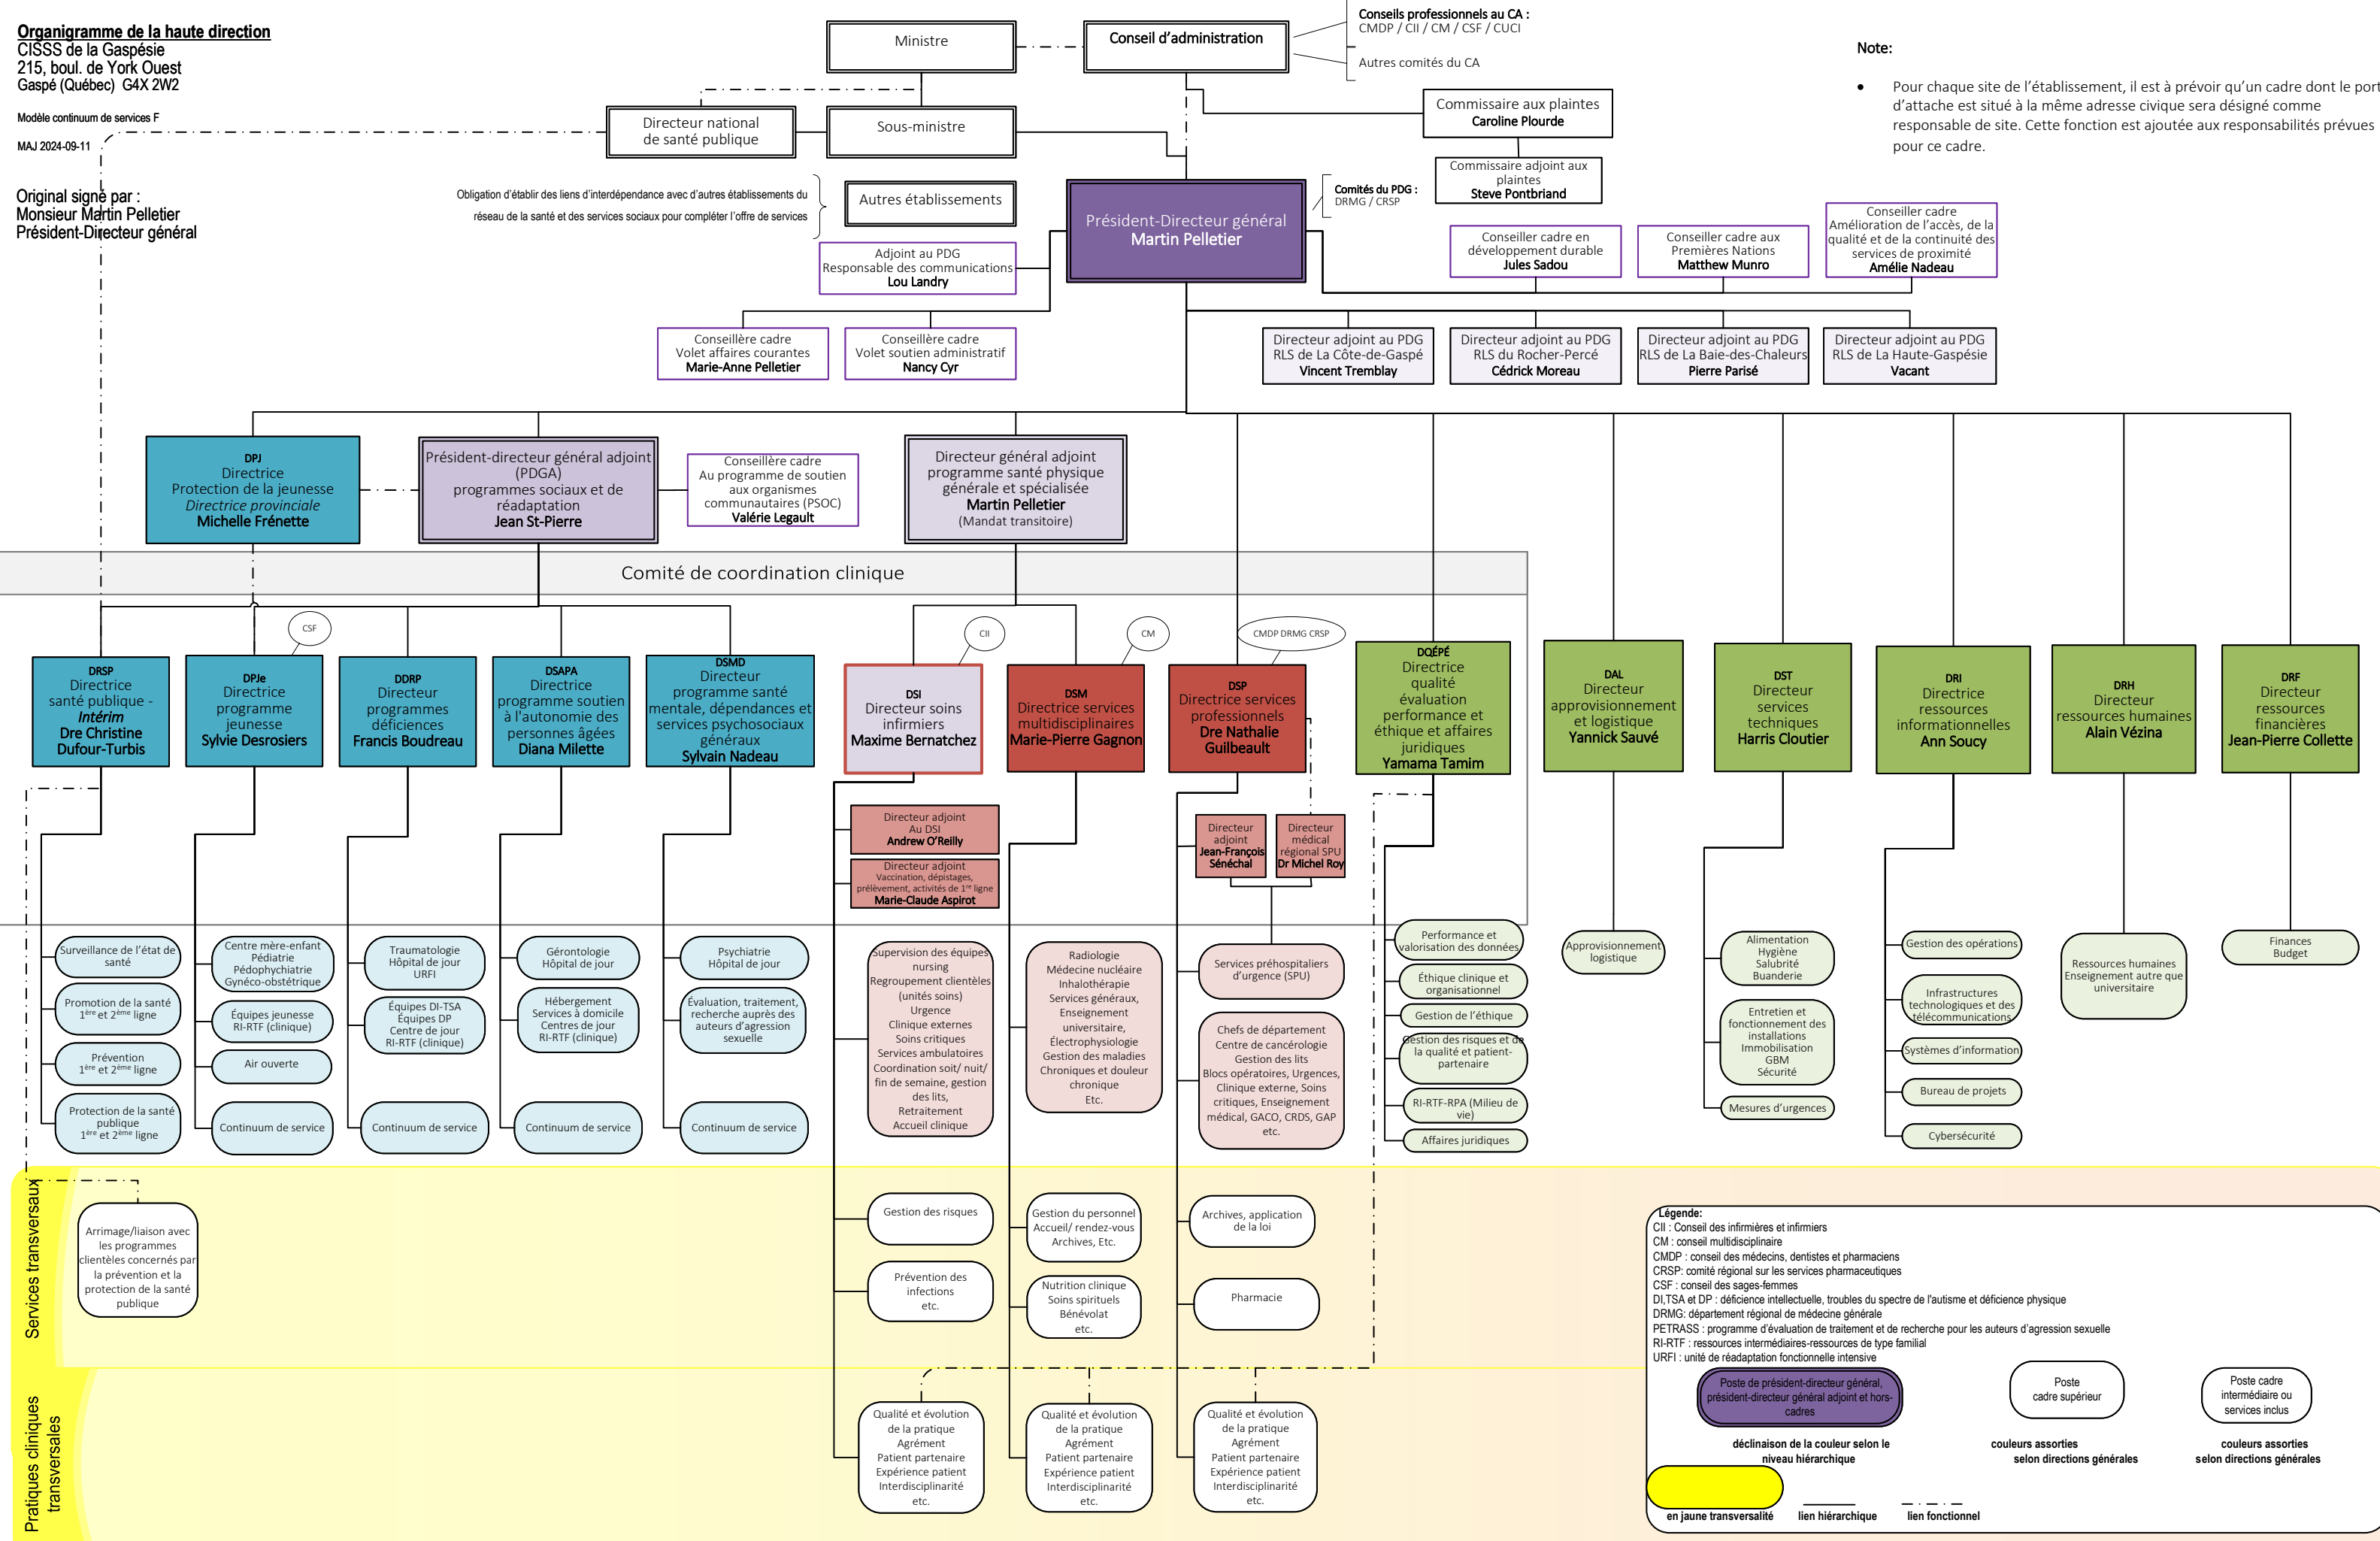 Organigramme de la haute direction
CISSS de la Gaspésie
215, boul. de York Ouest
Gaspé (Québec) G4X 2W2
Modèle continuum de services F
MAJ 2024-09-11
Original signé par :
Monsieur Martin Pelletier
Président-Directeur général
Ministre
Conseil d'administration
Conseils professionnels au CA :
CMDP / CII / CM / CSF / CUCI
Autres comités du CA
Note:
• Pour chaque site de l'établissement, il est à prévoir qu'un cadre dont le port
d'attache est situé à la même adresse civique sera désigné comme
responsable de site. Cette fonction est ajoutée aux responsabilités prévues
pour ce cadre.
Directeur national
de santé publique
Sous-ministre
Commissaire aux plaintes
Caroline Plourde
Commissaire adjoint aux
plaintes
Steve Pontbriand
Obligation d'établir des liens d'interdépendance avec d'autres établissements du
réseau de la santé et des services sociaux pour compléter l'offre de services
Autres établissements
Président-Directeur général
Martin Pelletier
Comités du PDG :
DRMG / CRSP
Adjoint au PDG
Responsable des communications
Lou Landry
Conseiller cadre en
développement durable
Jules Sadou
Conseiller cadre aux
Premières Nations
Matthew Munro
Conseiller cadre
Amélioration de l'accès, de la
qualité et de la continuité des
services de proximité
Amélie Nadeau
Conseillère cadre
Volet affaires courantes
Marie-Anne Pelletier
Conseillère cadre
Volet soutien administratif
Nancy Cyr
Directeur adjoint au PDG
RLS de La Côte-de-Gaspé
Vincent Tremblay
Directeur adjoint au PDG
RLS du Rocher-Percé
Cédrick Moreau
Directeur adjoint au PDG
RLS de La Baie-des-Chaleurs
Pierre Parisé
Directeur adjoint au PDG
RLS de La Haute-Gaspésie
Vacant
DPJ
Directrice
Protection de la jeunesse
Directrice provinciale
Michelle Frénette
Président-directeur général adjoint
(PDGA)
programmes sociaux et de
réadaptation
Jean St-Pierre
Conseillère cadre
Au programme de soutien
aux organismes
communautaires (PSOC)
Valérie Legault
Directeur général adjoint
programme santé physique
générale et spécialisée
Martin Pelletier
(Mandat transitoire)
Comité de coordination clinique
CSF
CII
CM
CMDP DRMG CRSP
DRSP
Directrice
santé publique -
Intérim
Dre Christine
Dufour-Turbis
DPJe
Directrice
programme
jeunesse
Sylvie Desrosiers
DDRP
Directeur
programmes
déficiences
Francis Boudreau
DSAPA
Directrice
programme soutien
à l'autonomie des
personnes âgées
Diana Milette
DSMD
Directeur
programme santé
mentale, dépendances et
services psychosociaux
généraux
Sylvain Nadeau
DSI
Directeur soins
infirmiers
Maxime Bernatchez
DSM
Directrice services
multidisciplinaires
Marie-Pierre Gagnon
DSP
Directrice services
professionnels
Dre Nathalie
Guilbeault
DQÉPÉ
Directrice
qualité
évaluation
performance et
éthique et affaires
juridiques
Yamama Tamim
DAL
Directeur
approvisionnement
et logistique
Yannick Sauvé
DST
Directeur
services
techniques
Harris Cloutier
DRI
Directrice
ressources
informationnelles
Ann Soucy
DRH
Directeur
ressources humaines
Alain Vézina
DRF
Directeur
ressources
financières
Jean-Pierre Collette
Directeur adjoint
Au DSI
Andrew O'Reilly
Directeur adjoint
Vaccination, dépistages,
prélèvement, activités de 1re ligne
Marie-Claude Aspirot
Directeur
adjoint
Jean-François
Sénéchal
Directeur
médical
régional SPU
Dr Michel Roy
Surveillance de l'état de
santé
Promotion de la santé
1ère et 2ème ligne
Prévention
1ère et 2ème ligne
Protection de la santé
publique
1ère et 2ème ligne
Centre mère-enfant
Pédiatrie
Pédophychiatrie
Gynéco-obstétrique
Équipes jeunesse
RI-RTF (clinique)
Air ouverte
Continuum de service
Traumatologie
Hôpital de jour
URFI
Équipes DI-TSA
Équipes DP
Centre de jour
RI-RTF (clinique)
Continuum de service
Gérontologie
Hôpital de jour
Hébergement
Services à domicile
Centres de jour
RI-RTF (clinique)
Continuum de service
Psychiatrie
Hôpital de jour
Évaluation, traitement,
recherche auprès des
auteurs d'agression
sexuelle
Continuum de service
Supervision des équipes
nursing
Regroupement clientèles
(unités soins)
Urgence
Clinique externes
Soins critiques
Services ambulatoires
Coordination soit/ nuit/
fin de semaine, gestion
des lits,
Retraitement
Accueil clinique
Radiologie
Médecine nucléaire
Inhalothérapie
Services généraux,
Enseignement
universitaire,
Électrophysiologie
Gestion des maladies
Chroniques et douleur
chronique
Etc.
Services préhospitaliers
d'urgence (SPU)
Chefs de département
Centre de cancérologie
Gestion des lits
Blocs opératoires, Urgences,
Clinique externe, Soins
critiques, Enseignement
médical, GACO, CRDS, GAP
etc.
Performance et
valorisation des données
Éthique clinique et
organisationnel
Gestion de l'éthique
Gestion des risques et de
la qualité et patient-
partenaire
RI-RTF-RPA (Milieu de
vie)
Affaires juridiques
Approvisionnement
logistique
Alimentation
Hygiène
Salubrité
Buanderie
Entretien et
fonctionnement des
installations
Immobilisation
GBM
Sécurité
Mesures d'urgences
Gestion des opérations
Infrastructures
technologiques et des
télécommunications
Systèmes d'information
Bureau de projets
Cybersécurité
Ressources humaines
Enseignement autre que
universitaire
Finances
Budget
Services transversaux
Arrimage/liaison avec
les programmes
clientèles concernés par
la prévention et la
protection de la santé
publique
Gestion des risques
Prévention des
infections
etc.
Gestion du personnel
Accueil/ rendez-vous
Archives, Etc.
Nutrition clinique
Soins spirituels
Bénévolat
etc.
Archives, application
de la loi
Pharmacie
Pratiques cliniques
transversales
Qualité et évolution
de la pratique
Agrément
Patient partenaire
Expérience patient
Interdisciplinarité
etc.
Qualité et évolution
de la pratique
Agrément
Patient partenaire
Expérience patient
Interdisciplinarité
etc.
Qualité et évolution
de la pratique
Agrément
Patient partenaire
Expérience patient
Interdisciplinarité
etc.
Légende:
CII : Conseil des infirmières et infirmiers
CM : conseil multidisciplinaire
CMDP : conseil des médecins, dentistes et pharmaciens
CRSP: comité régional sur les services pharmaceutiques
CSF : conseil des sages-femmes
DI,TSA et DP : déficience intellectuelle, troubles du spectre de l'autisme et déficience physique
DRMG: département régional de médecine générale
PETRASS : programme d'évaluation de traitement et de recherche pour les auteurs d'agression sexuelle
RI-RTF : ressources intermédiaires-ressources de type familial
URFI : unité de réadaptation fonctionnelle intensive
Poste de président-directeur général,
président-directeur général adjoint et hors-
cadres
Poste
cadre supérieur
Poste cadre
intermédiaire ou
services inclus
déclinaison de la couleur selon le
niveau hiérarchique
couleurs assorties
selon directions générales
couleurs assorties
selon directions générales
en jaune transversalité
lien hiérarchique
lien fonctionnel